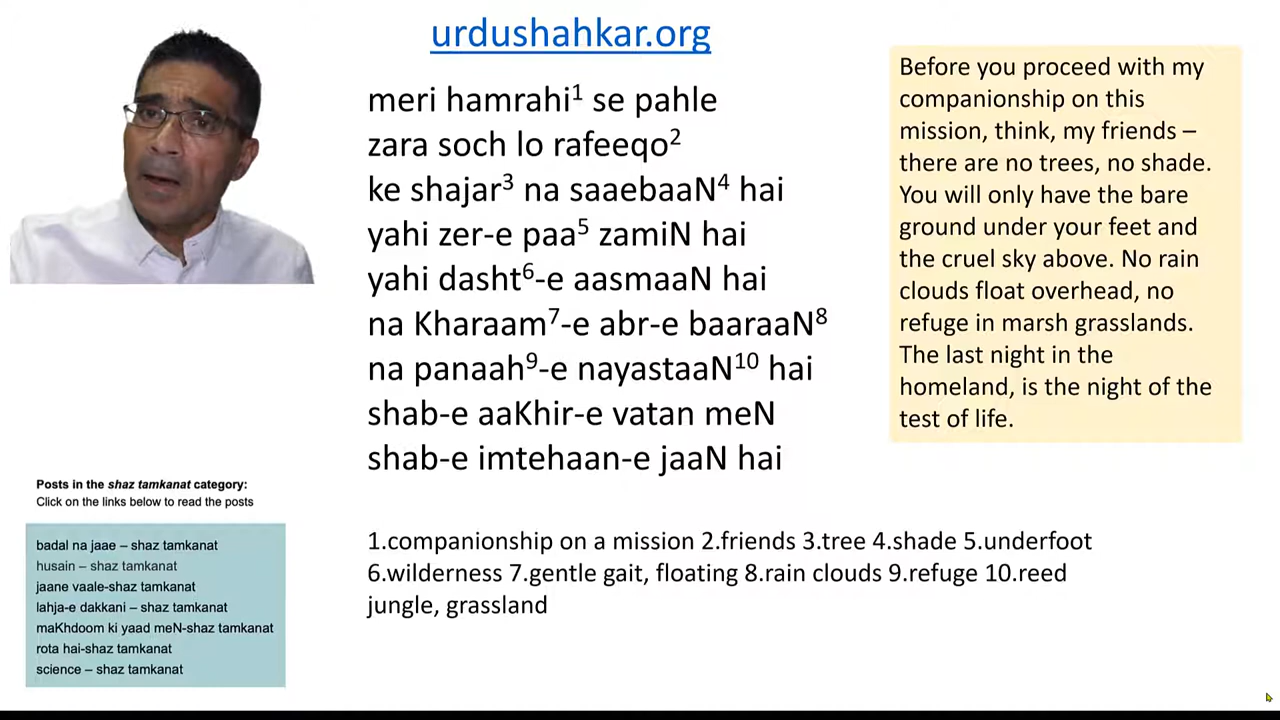 urdushahkar.org
meri hamrahi¹ se pahle
zara soch lo rafeeqo²
ke shajar³ na saaebaaN⁴ hai
yahi zer-e paa⁵ zamiN hai
yahi dasht⁶-e aasmaaN hai
na Kharaam⁷-e abr-e baaraaN⁸
na panaah⁹-e nayastaaN¹⁰ hai
shab-e aaKhir-e vatan meN
shab-e imtehaan-e jaaN hai
1.companionship on a mission 2.friends 3.tree 4.shade 5.underfoot
6.wilderness 7.gentle gait, floating 8.rain clouds 9.refuge 10.reed
jungle, grassland
Before you proceed with my
companionship on this
mission, think, my friends –
there are no trees, no shade.
You will only have the bare
ground under your feet and
the cruel sky above. No rain
clouds float overhead, no
refuge in marsh grasslands.
The last night in the
homeland, is the night of the
test of life.
Posts in the shaz tamkanat category:
Click on the links below to read the posts
badal na jaae – shaz tamkanat
husain – shaz tamkanat
jaane vaale-shaz tamkanat
lahja-e dakkani – shaz tamkanat
maKhdoom ki yaad meN-shaz tamkanat
rota hai-shaz tamkanat
science – shaz tamkanat